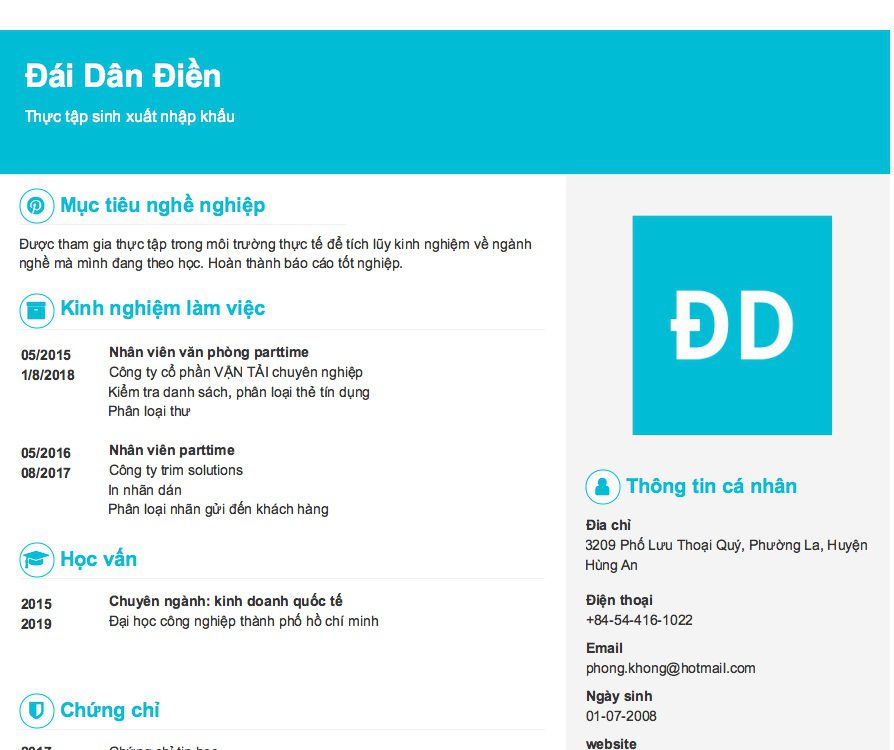 Đái Dân Điền
Thực tập sinh xuất nhập khẩu
Mục tiêu nghề nghiệp
Được tham gia thực tập trong môi trường thực tế để tích lũy kinh nghiệm về ngành
nghề mà mình đang theo học. Hoàn thành báo cáo tốt nghiệp.
Kinh nghiệm làm việc
05/2015
1/8/2018
Nhân viên văn phòng parttime
Công ty cổ phần VẬN TẢI chuyên nghiệp
Kiểm tra danh sách, phân loại thẻ tín dụng
Phân loại thư
05/2016
08/2017
Nhân viên parttime
Công ty trim solutions
In nhãn dán
Phân loại nhãn gửi đến khách hàng
Học vấn
2015
2019
Chuyên ngành: kinh doanh quốc tế
Đại học công nghiệp thành phố hồ chí minh
Chứng chỉ
2017
Chứng chỉ tin học
ĐD
Thông tin cá nhân
Địa chỉ
3209 Phố Lưu Thoại Quý, Phường La, Huyện
Hùng An
Điện thoại
+84-54-416-1022
Email
phong.khong@hotmail.com
Ngày sinh
01-07-2008
website